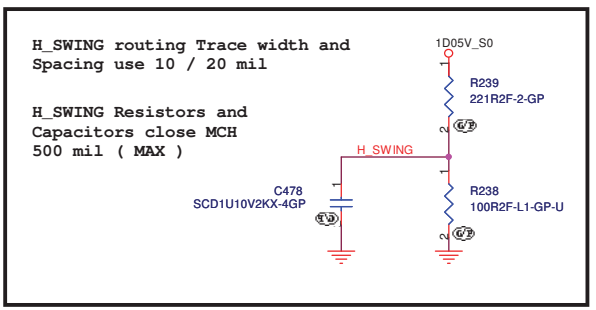 H_SWING routing Trace width and
Spacing use 10 / 20 mil
H_SWING Resistors and
Capacitors close MCH
500 mil ( MAX )
1D05V_S0
1
R239
221R2F-2-GP
2
G/P
H_SWING
1
R238
100R2F-L1-GP-U
2
G/P
C478
SCD1U10V2KX-4GP
1